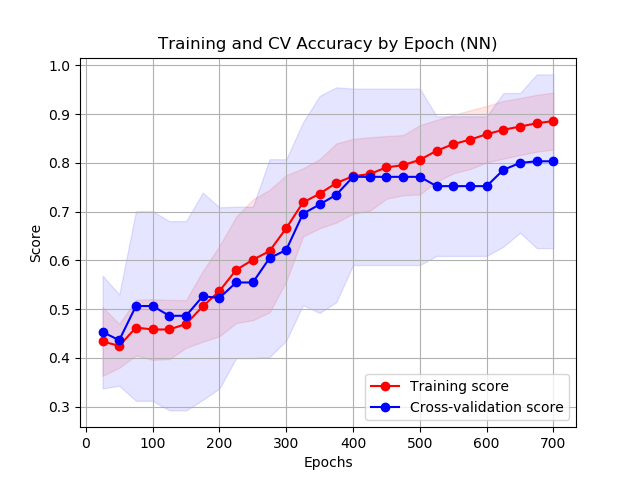 Training and CV Accuracy by Epoch (NN)
1.0
0.9
0.8
0.7
0.6
0.5
0.4
0.3
Score
Training score
Cross-validation score
0 100 200 300 400 500 600 700
Epochs